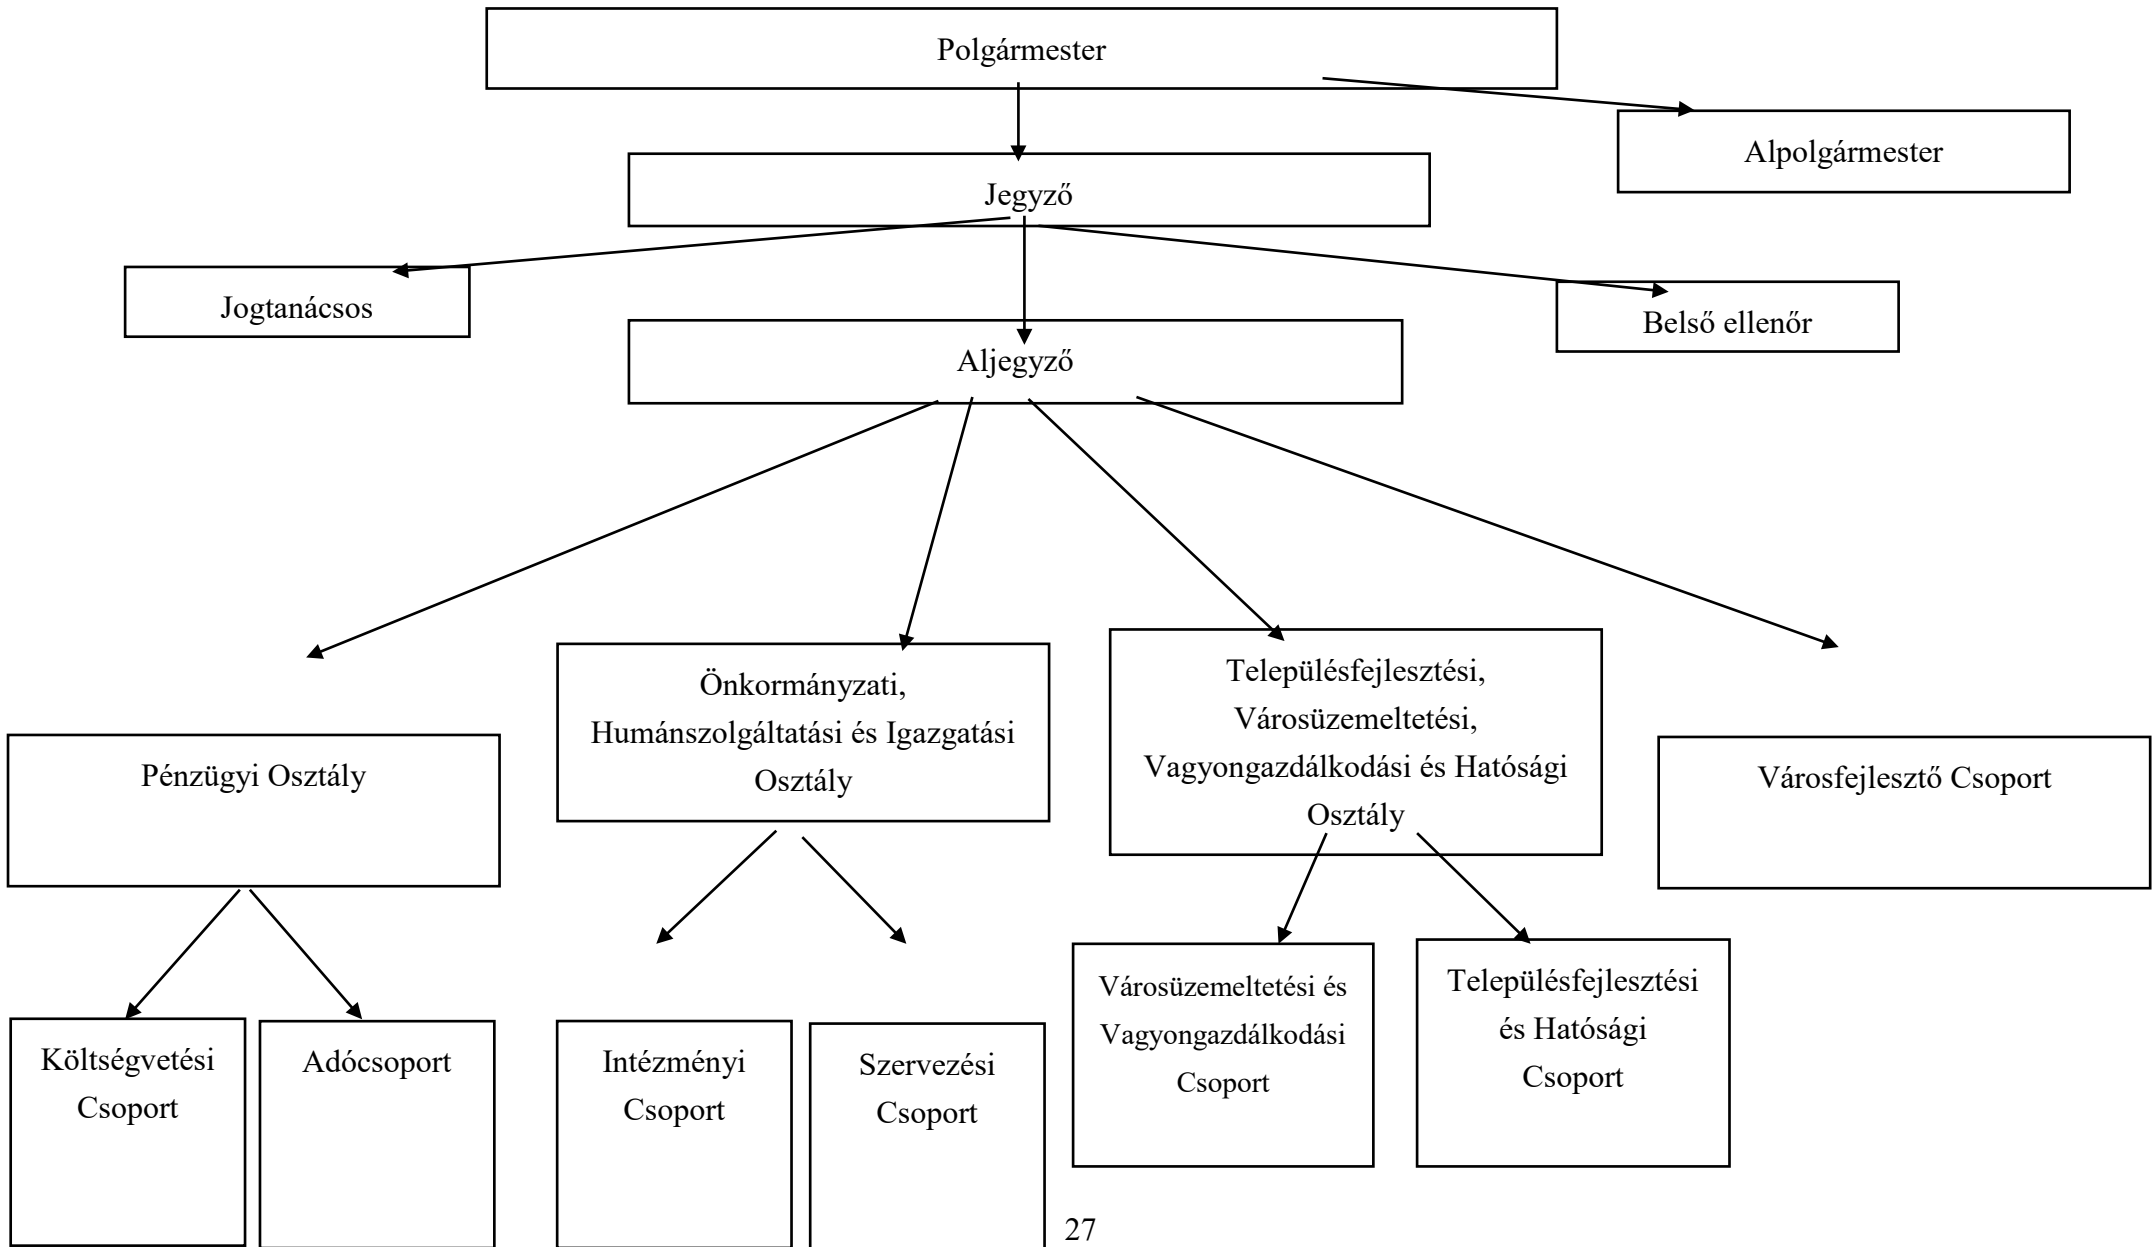 Polgármester
Alpolgármester
Jegyző
Jogtanácsos
Belső ellenőr
Aljegyző
Pénzügyi Osztály
Önkormányzati,
Humánszolgáltatási és Igazgatási
Osztály
Településfejlesztési,
Városüzemeltetési,
Vagyongazdálkodási és Hatósági
Osztály
Városfejlesztő Csoport
Költségvetési
Csoport
Adócsoport
Intézményi
Csoport
Szervezési
Csoport
Városüzemeltetési és
Vagyongazdálkodási
Csoport
Településfejlesztési
és Hatósági
Csoport
27